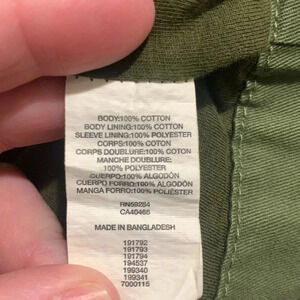 BODY:100% COTTON
BODY LINING:100% COTTON
SLEEVE LINING:100% POLYESTER
CORPS:100% COTON
CORPS DOUBLURE:100% COTON
MANCHE DOUBLURE:
100% POLYESTER
CUERPO:100% ALGODÓN
CUERPO FORRO:100% ALGODÓN
MANGA FORRO:100% POLIÉSTER
RN59284
CA40465
MADE IN BANGLADESH
191792
191793
191794
194537
199340
199341
7000115